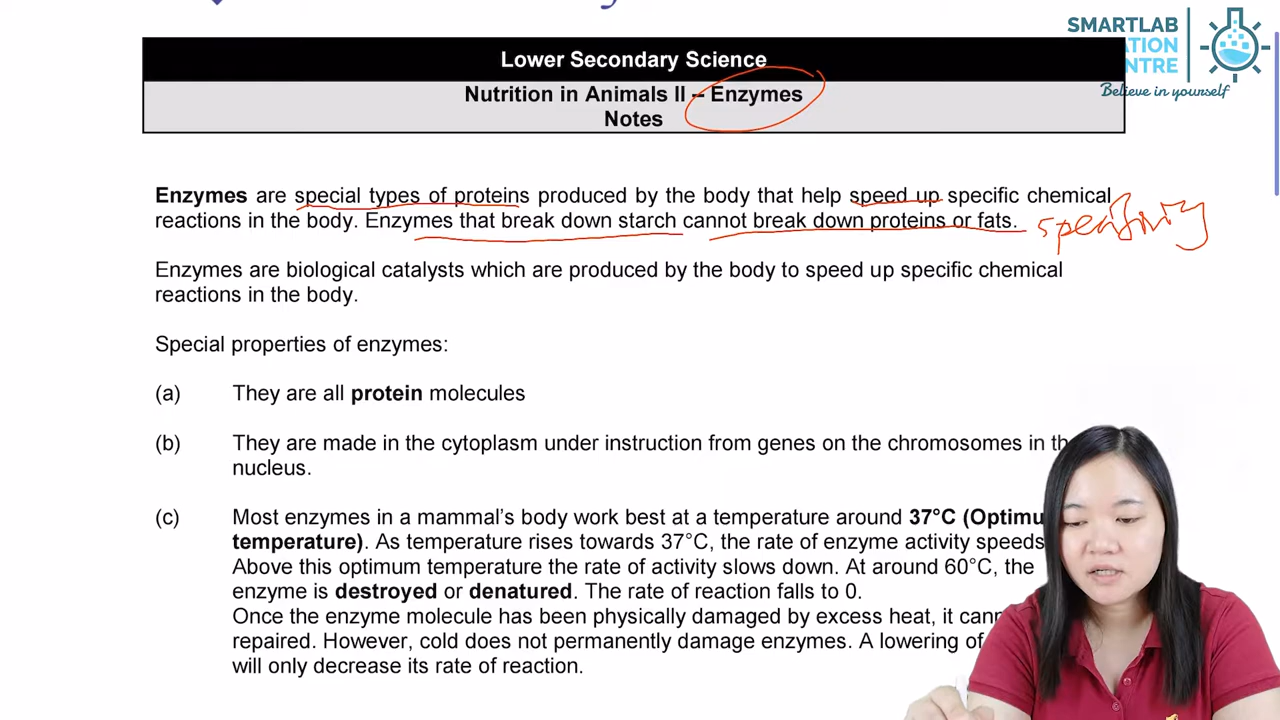 SMARTLAB
ATION
NTRE
Believe in yourself
Lower Secondary Science
Nutrition in Animals II – Enzymes
Notes
Enzymes are special types of proteins produced by the body that help speed up specific chemical
reactions in the body. Enzymes that break down starch cannot break down proteins or fats.
specificity
Enzymes are biological catalysts which are produced by the body to speed up specific chemical
reactions in the body.
Special properties of enzymes:
(a) They are all protein molecules
(b) They are made in the cytoplasm under instruction from genes on the chromosomes in th
nucleus.
(c) Most enzymes in a mammal's body work best at a temperature around 37°C (Optimu
temperature). As temperature rises towards 37°C, the rate of enzyme activity speeds
Above this optimum temperature the rate of activity slows down. At around 60°C, the
enzyme is destroyed or denatured. The rate of reaction falls to 0.
Once the enzyme molecule has been physically damaged by excess heat, it cann
repaired. However, cold does not permanently damage enzymes. A lowering of
will only decrease its rate of reaction.